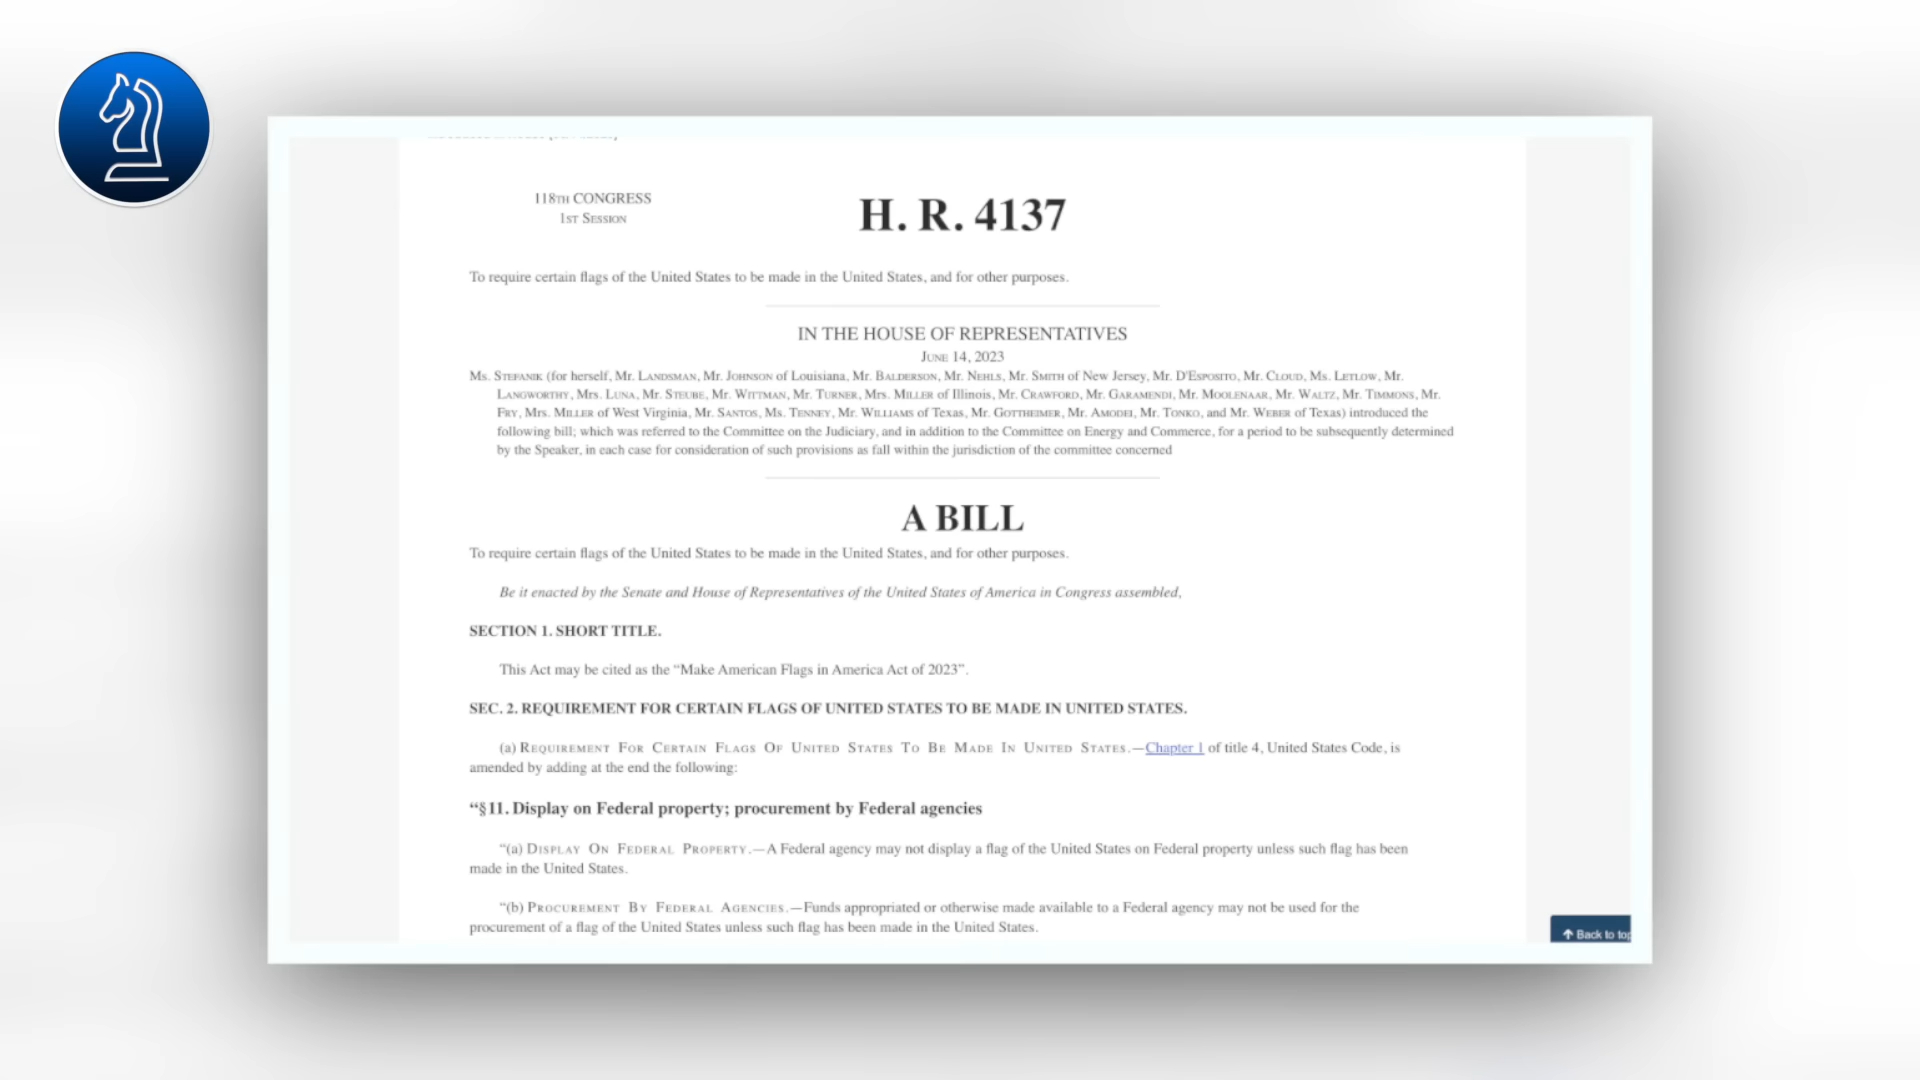 118TH CONGRESS
1ST SESSION
H. R. 4137
To require certain flags of the United States to be made in the United States, and for other purposes.
IN THE HOUSE OF REPRESENTATIVES
JUNE 14, 2023
Ms. STEFANIK (for herself, Mr. LANDSMAN, Mr. JOHNSON of Louisiana, Mr. BALDERSON, Mr. NEHLS, Mr. SMITH of New Jersey, Mr. D'ESPOSITO, Mr. CLOUD, Ms. LETLOW, Mr.
LANGWORTHY, Mrs. LUNA, Mr. STEUBE, Mr. WITTMAN, Mr. TURNER, Mrs. MILLER of Illinois, Mr. CRAWFORD, Mr. GARAMENDI, Mr. MOOLENAAR, Mr. WALTZ, Mr. TIMMONS, Mr.
FRY, Mrs. MILLER of West Virginia, Mr. SANTOS, Ms. TENNEY, Mr. WILLIAMS of Texas, Mr. GOTTHEIMER, Mr. AMODEI, Mr. TONKO, and Mr. WEBER of Texas) introduced the
following bill; which was referred to the Committee on the Judiciary, and in addition to the Committee on Energy and Commerce, for a period to be subsequently determined
by the Speaker, in each case for consideration of such provisions as fall within the jurisdiction of the committee concerned
A BILL
To require certain flags of the United States to be made in the United States, and for other purposes.
Be it enacted by the Senate and House of Representatives of the United States of America in Congress assembled,
SECTION 1. SHORT TITLE.
This Act may be cited as the “Make American Flags in America Act of 2023”.
SEC. 2. REQUIREMENT FOR CERTAIN FLAGS OF UNITED STATES TO BE MADE IN UNITED STATES.
(a) REQUIREMENT FOR CERTAIN FLAGS OF UNITED STATES TO BE MADE IN UNITED STATES.—Chapter 1 of title 4, United States Code, is
amended by adding at the end the following:
“§ 11. Display on Federal property; procurement by Federal agencies
“(a) DISPLAY ON FEDERAL PROPERTY.—A Federal agency may not display a flag of the United States on Federal property unless such flag has been
made in the United States.
“(b) PROCUREMENT BY FEDERAL AGENCIES.—Funds appropriated or otherwise made available to a Federal agency may not be used for the
procurement of a flag of the United States unless such flag has been made in the United States.
Back to top